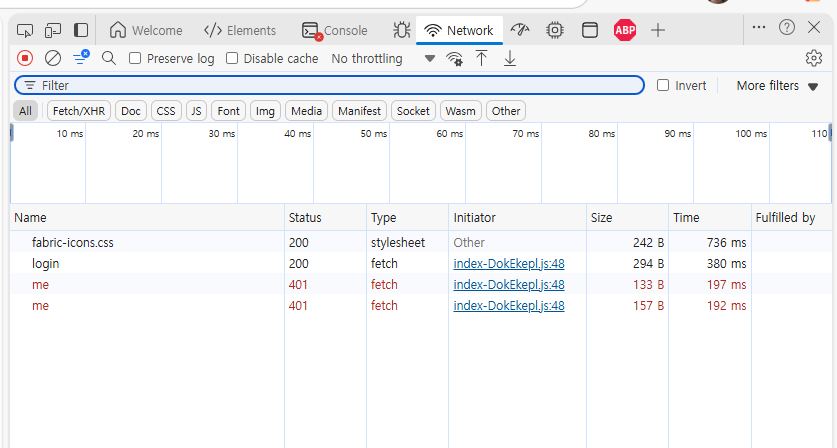 Welcome Elements Console Network ABP
Preserve log Disable cache No throttling
Filter Invert More filters
All Fetch/XHR Doc CSS JS Font Img Media Manifest Socket Wasm Other
10 ms 20 ms 30 ms 40 ms 50 ms 60 ms 70 ms 80 ms 90 ms 100 ms 110
Name Status Type Initiator Size Time Fulfilled by
fabric-icons.css 200 stylesheet Other 242 B 736 ms
login 200 fetch index-DokEkepl.js:48 294 B 380 ms
me 401 fetch index-DokEkepl.js:48 133 B 197 ms
me 401 fetch index-DokEkepl.js:48 157 B 192 ms